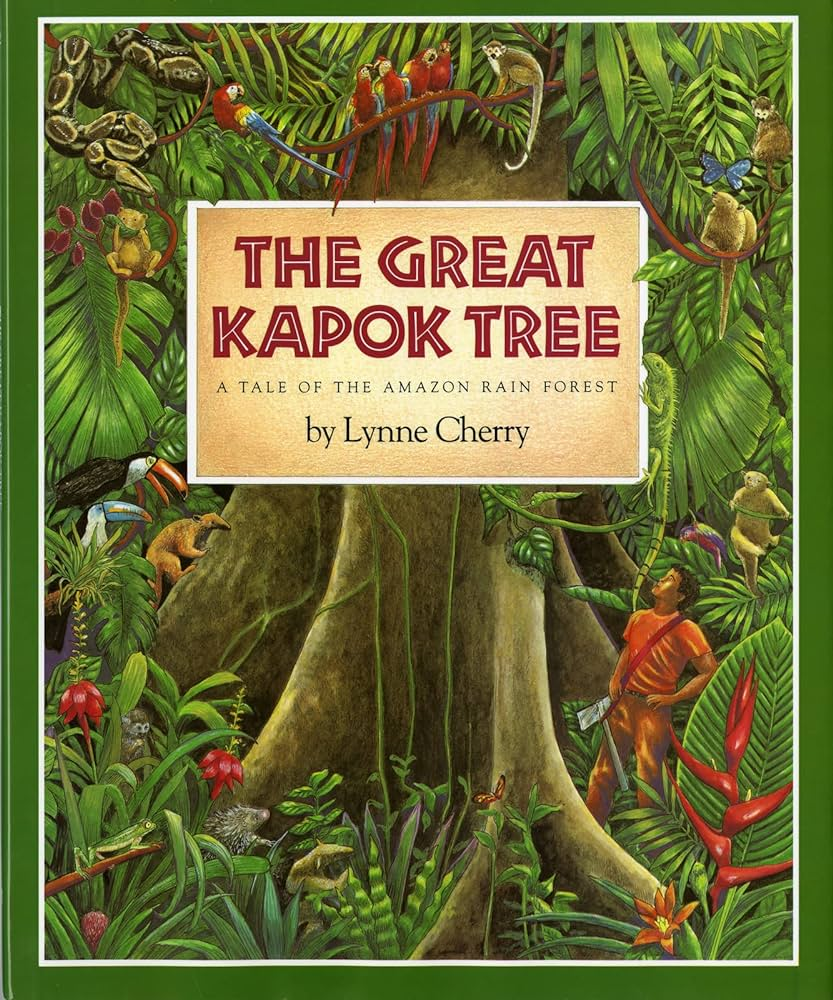 THE GREAT
KAPOK TREE
A TALE OF THE AMAZON RAIN FOREST
by Lynne Cherry